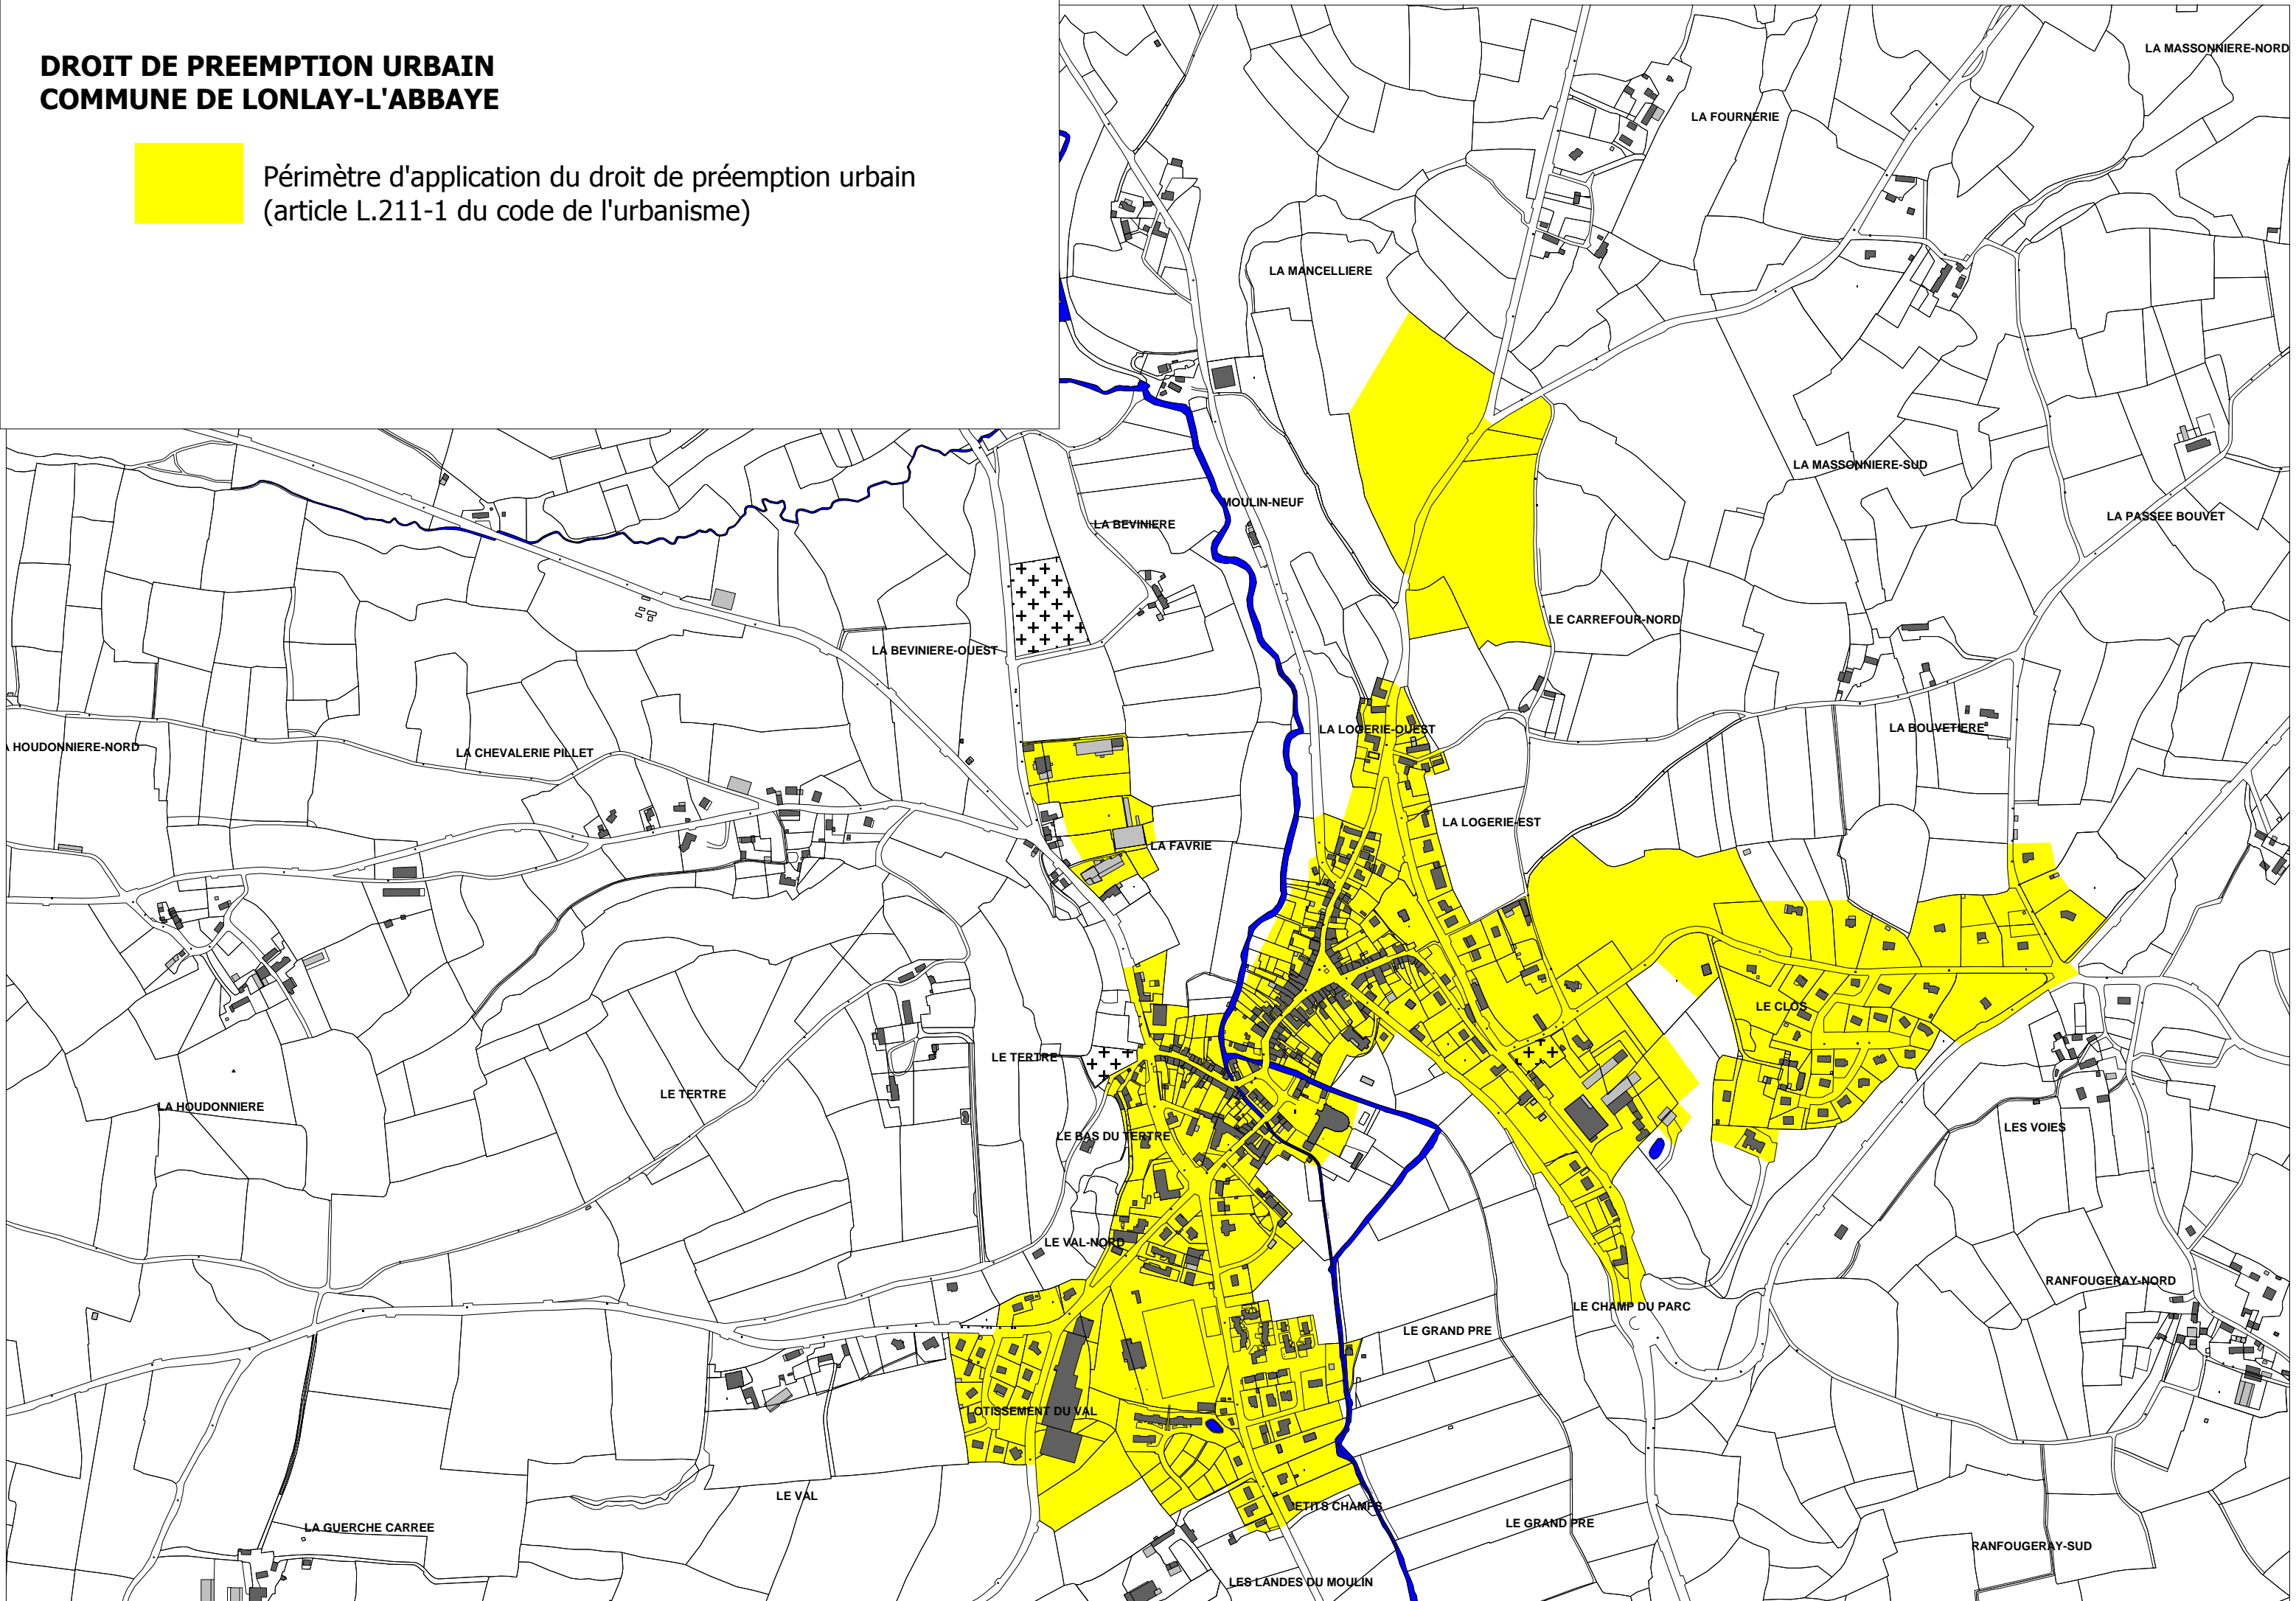 DROIT DE PREEMPTION URBAIN
COMMUNE DE LONLAY-L'ABBAYE
Périmètre d'application du droit de préemption urbain
(article L.211-1 du code de l'urbanisme)
LA MASSONNIERE-NORD
LA FOURNERIE
LA MANCELLIERE
LA MASSONNIERE-SUD
MOULIN-NEUF
LA PASSEE BOUVET
LA BEVINIERE
LE CARREFOUR-NORD
LA BEVINIERE-OUEST
LA LOGERIE-OUEST
LA BOUVETIERE
HOUDONNIERE-NORD
LA CHEVALERIE PILLET
LA LOGERIE-EST
LA FAVRIE
LE CLOS
LE TERTRE
LE TERTRE
LA HOUDONNIERE
LES VOIES
LE BAS DU TERTRE
LE VAL-NORD
RANFOUGERAY-NORD
LE CHAMP DU PARC
LE GRAND PRE
LOTISSEMENT DU VAL
LE VAL
PETITS CHAMPS
LE GRAND PRE
LA GUERCHE CARREE
RANFOUGERAY-SUD
LES LANDES DU MOULIN